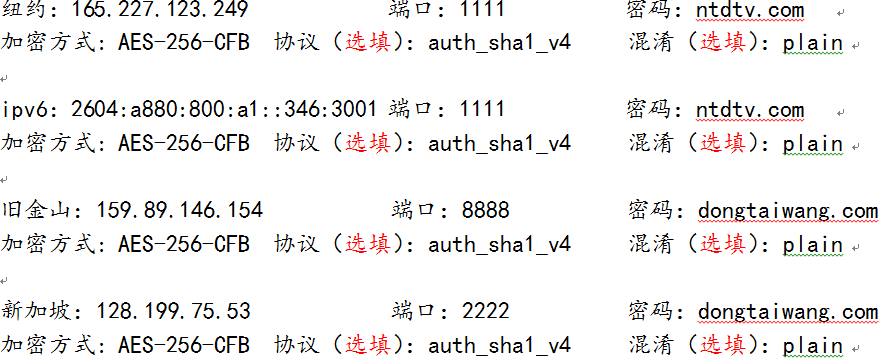 纽约：165.227.123.249 端口：1111 密码：ntdtv.com
加密方式：AES-256-CFB 协议（选填）：auth_sha1_v4 混淆（选填）：plain
ipv6：2604:a880:800:a1::346:3001 端口：1111 密码：ntdtv.com
加密方式：AES-256-CFB 协议（选填）：auth_sha1_v4 混淆（选填）：plain
旧金山：159.89.146.154 端口：8888 密码：dongtaiwang.com
加密方式：AES-256-CFB 协议（选填）：auth_sha1_v4 混淆（选填）：plain
新加坡：128.199.75.53 端口：2222 密码：dongtaiwang.com
加密方式：AES-256-CFB 协议（选填）：auth_sha1_v4 混淆（选填）：plain